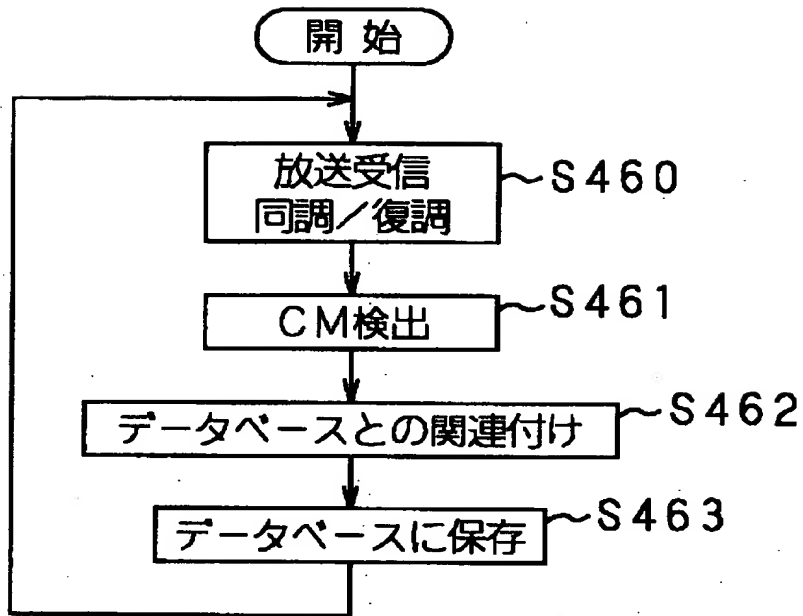 開始
放送受信
同調／復調
S460
CM検出
S461
データベースとの関連付け
S462
データベースに保存
S463